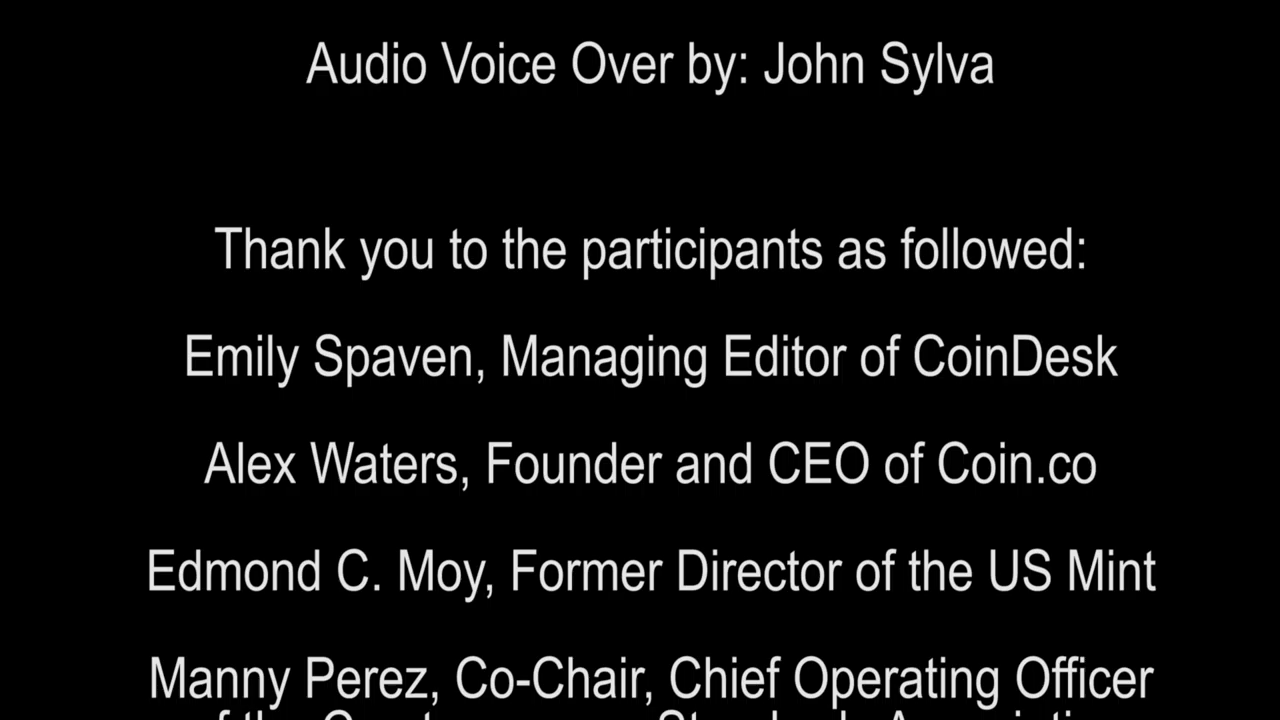 Audio Voice Over by: John Sylva
Thank you to the participants as followed:
Emily Spaven, Managing Editor of CoinDesk
Alex Waters, Founder and CEO of Coin.co
Edmond C. Moy, Former Director of the US Mint
Manny Perez, Co-Chair, Chief Operating Officer